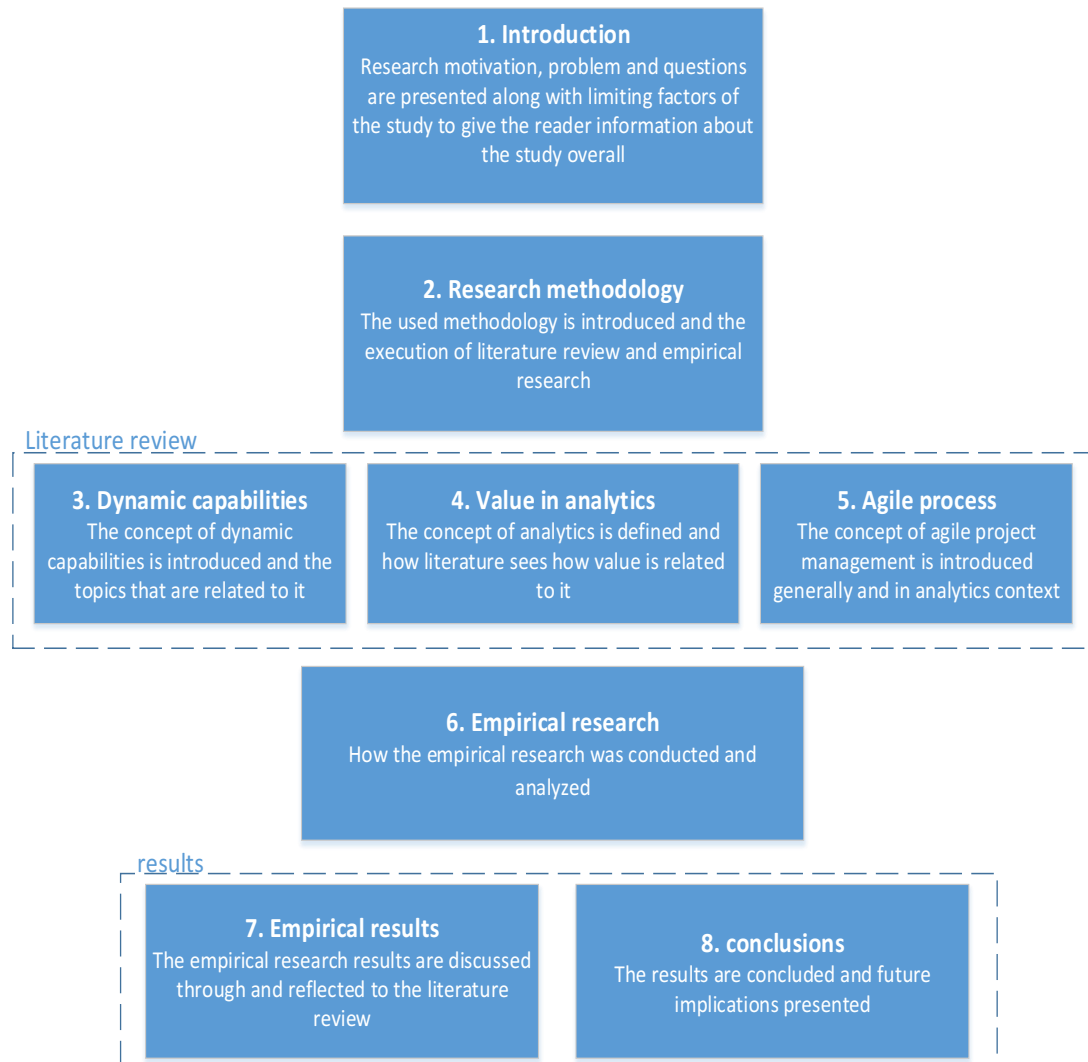 1. Introduction
Research motivation, problem and questions
are presented along with limiting factors of
the study to give the reader information about
the study overall
2. Research methodology
The used methodology is introduced and the
execution of literature review and empirical
research
Literature review
3. Dynamic capabilities
The concept of dynamic
capabilities is introduced and the
topics that are related to it
4. Value in analytics
The concept of analytics is defined and
how literature sees how value is related
to it
5. Agile process
The concept of agile project
management is introduced
generally and in analytics context
6. Empirical research
How the empirical research was conducted and
analyzed
results
7. Empirical results
The empirical research results are discussed
through and reflected to the literature
review
8. conclusions
The results are concluded and future
implications presented